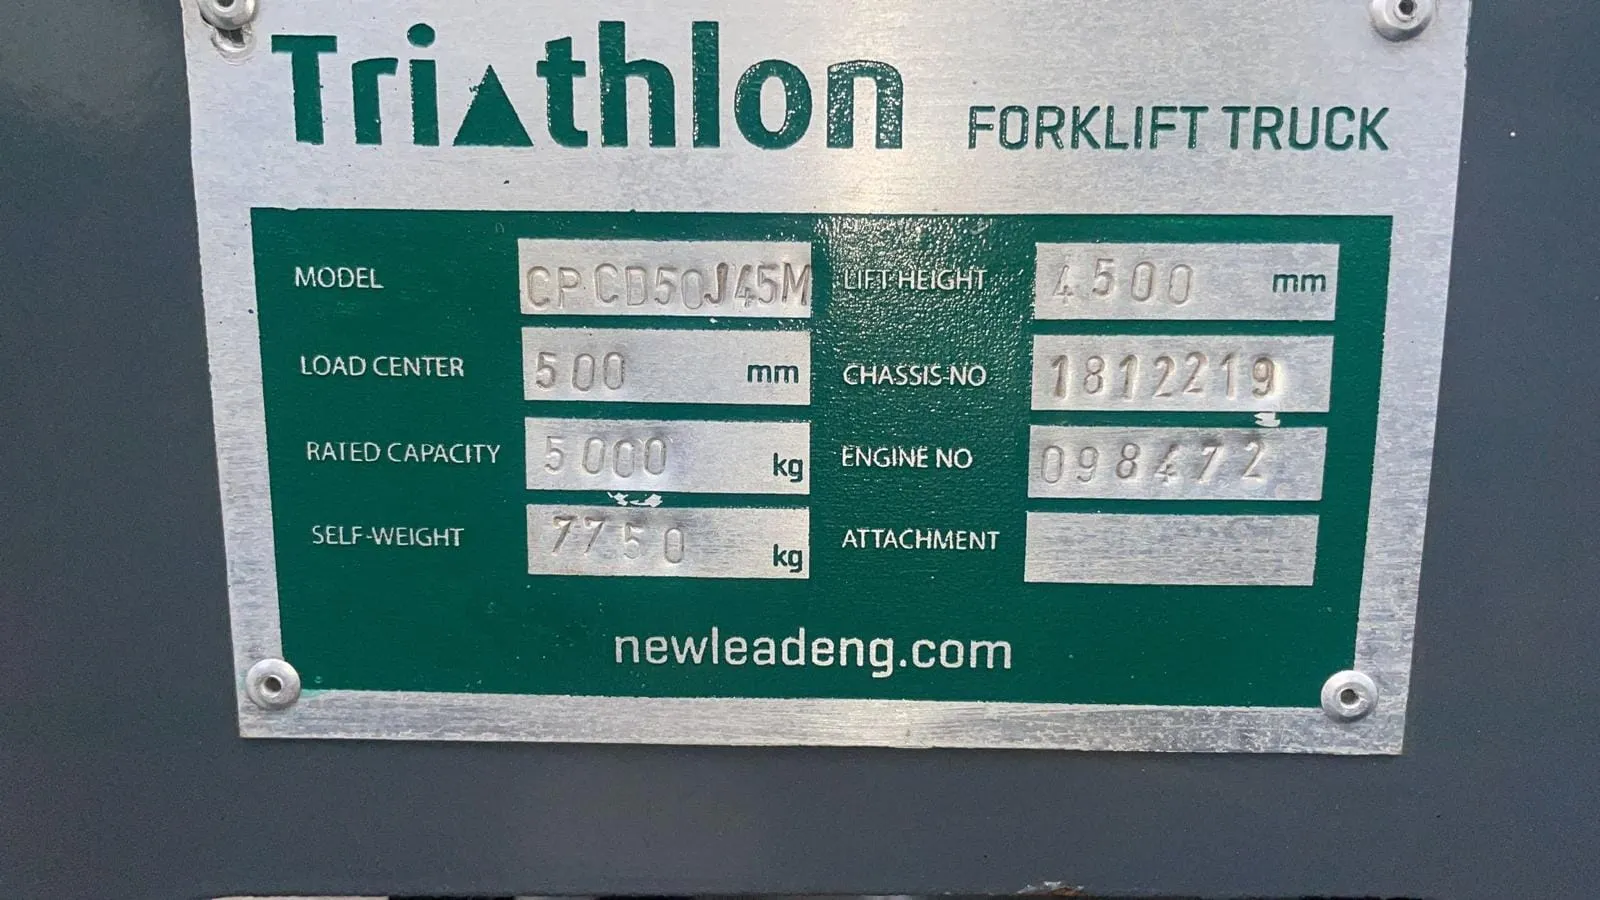 Triathlon FORKLIFT TRUCK
MODEL CPCD50J45M LIFT HEIGHT 4500 mm
LOAD CENTER 500 mm CHASSIS-NO 1812219
RATED CAPACITY 5000 kg ENGINE NO 098472
SELF-WEIGHT 7750 kg ATTACHMENT
newleadeng.com